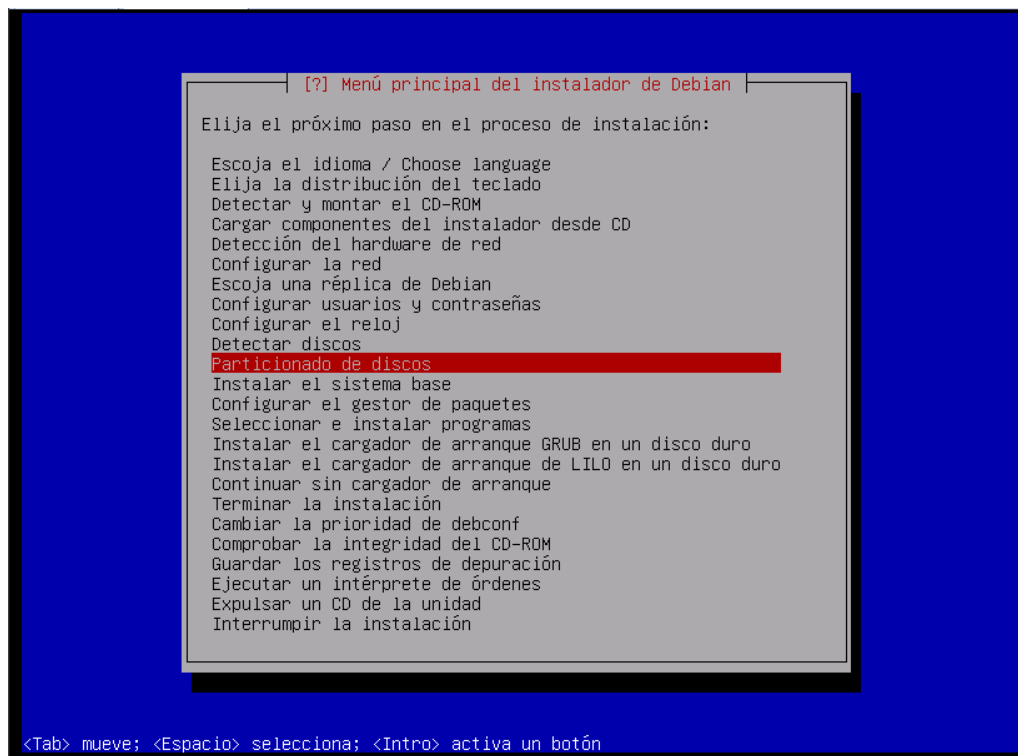 [?] Menú principal del instalador de Debian
Elija el próximo paso en el proceso de instalación:
Escoja el idioma / Choose language
Elija la distribución del teclado
Detectar y montar el CD-ROM
Cargar componentes del instalador desde CD
Detección del hardware de red
Configurar la red
Escoja una réplica de Debian
Configurar usuarios y contraseñas
Configurar el reloj
Detectar discos
Particionado de discos
Instalar el sistema base
Configurar el gestor de paquetes
Seleccionar e instalar programas
Instalar el cargador de arranque GRUB en un disco duro
Instalar el cargador de arranque de LILO en un disco duro
Continuar sin cargador de arranque
Terminar la instalación
Cambiar la prioridad de debconf
Comprobar la integridad del CD-ROM
Guardar los registros de depuración
Ejecutar un intérprete de órdenes
Expulsar un CD de la unidad
Interrumpir la instalación
<Tab> mueve; <Espacio> selecciona; <Intro> activa un botón